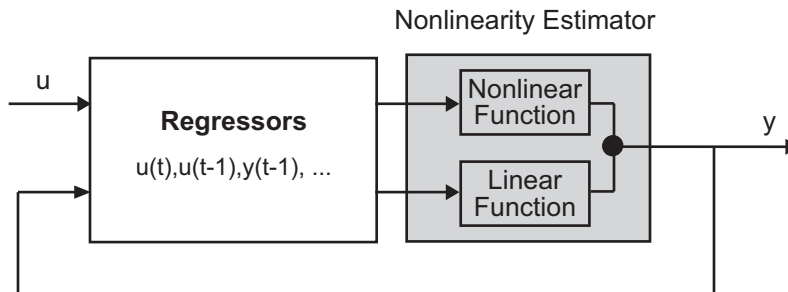 Nonlinearity Estimator
u
Regressors
u(t),u(t-1),y(t-1), ...
Nonlinear
Function
Linear
Function
y